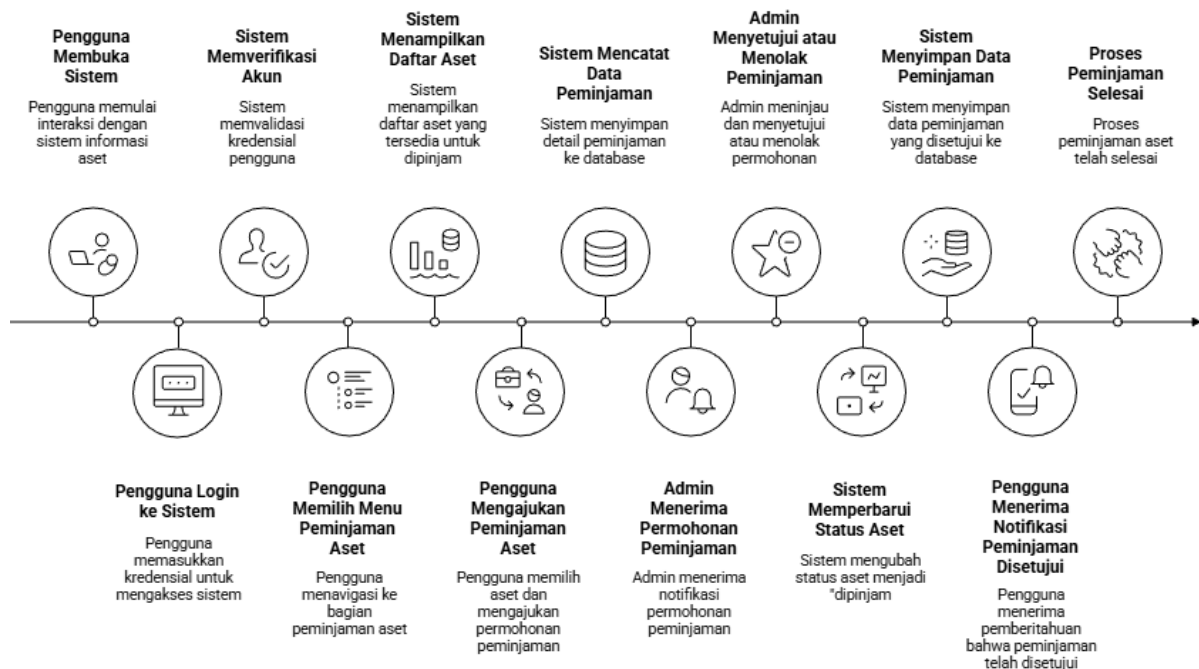 Pengguna
Membuka
Sistem
Pengguna memulai
interaksi dengan
sistem informasi
aset
Pengguna Login
ke Sistem
Pengguna
memasukkan
kredensial untuk
mengakses sistem
Sistem
Memverifikasi
Akun
Sistem
memvalidasi
kredensial
pengguna
Pengguna
Memilih Menu
Peminjaman
Aset
Pengguna
menavigasi ke
bagian
peminjaman aset
Sistem
Menampilkan
Daftar Aset
Sistem
menampilkan
daftar aset yang
tersedia untuk
dipinjam
Pengguna
Mengajukan
Peminjaman
Aset
Pengguna memilih
aset dan
mengajukan
permohonan
peminjaman
Sistem Mencatat
Data
Peminjaman
Sistem menyimpan
detail peminjaman
ke database
Admin
Menerima
Permohonan
Peminjaman
Admin menerima
notifikasi
permohonan
peminjaman
Admin
Menyetujui atau
Menolak
Peminjaman
Admin meninjau
dan menyetujui
atau menolak
permohonan
Sistem
Memperbarui
Status Aset
Sistem mengubah
status aset menjadi
"dipinjam
Sistem
Menyimpan Data
Peminjaman
Sistem menyimpan
data peminjaman
yang disetujui ke
database
Pengguna
Menerima
Notifikasi
Peminjaman
Disetujui
Pengguna
menerima
pemberitahuan
bahwa peminjaman
telah disetujui
Proses
Peminjaman
Selesai
Proses
peminjaman aset
telah selesai